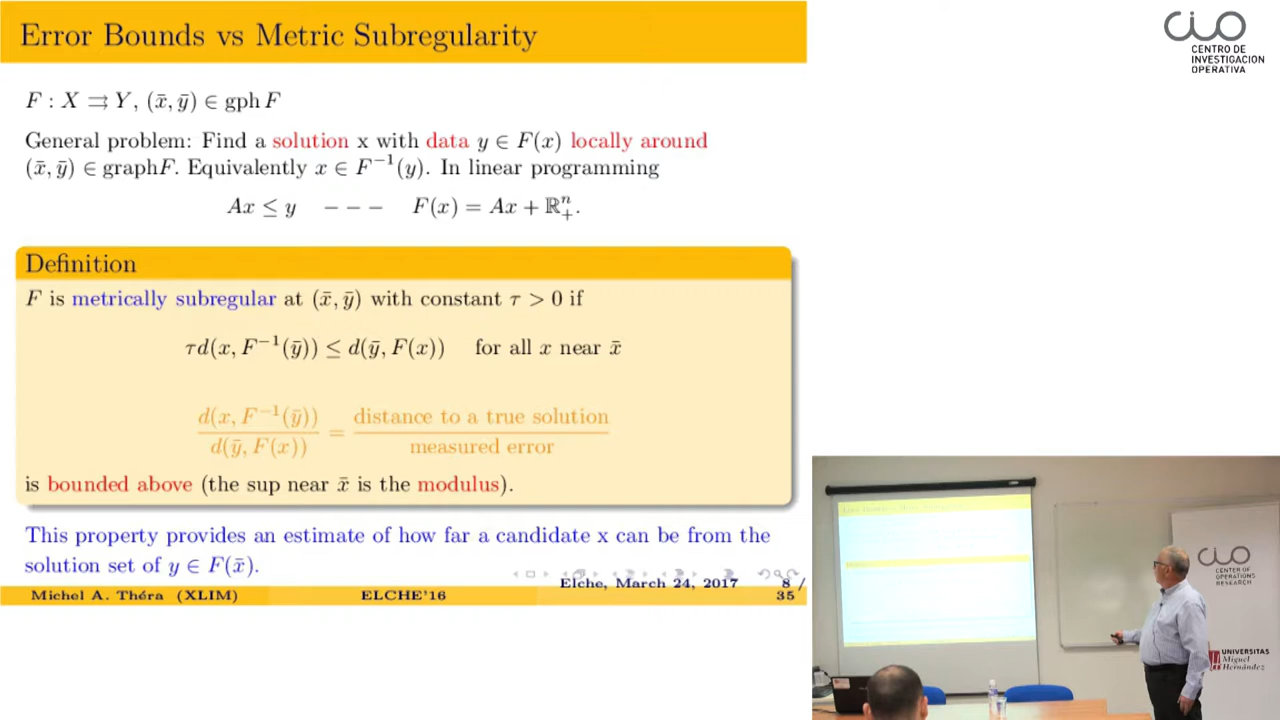 Error Bounds vs Metric Subregularity
F : X ⇉ Y, (x̄, ȳ) ∈ gph F
General problem: Find a solution x with data y ∈ F(x) locally around
(x̄, ȳ) ∈ graphF. Equivalently x ∈ F⁻¹(y). In linear programming
Ax ≤ y − − − F(x) = Ax + ℝⁿ₊.
Definition
F is metrically subregular at (x̄, ȳ) with constant τ > 0 if
τd(x, F⁻¹(ȳ)) ≤ d(ȳ, F(x)) for all x near x̄
d(x, F⁻¹(ȳ)) / d(ȳ, F(x)) = distance to a true solution / measured error
is bounded above (the sup near x̄ is the modulus).
This property provides an estimate of how far a candidate x can be from the
solution set of y ∈ F(x̄).
Elche, March 24, 2017 8 /
Michel A. Théra (XLIM) ELCHE'16 35
CIO
CENTRO DE
INVESTIGACION
OPERATIVA
CIO
CENTER OF
OPERATIONS
RESEARCH
UNIVERSITAS
Miguel
Hernández